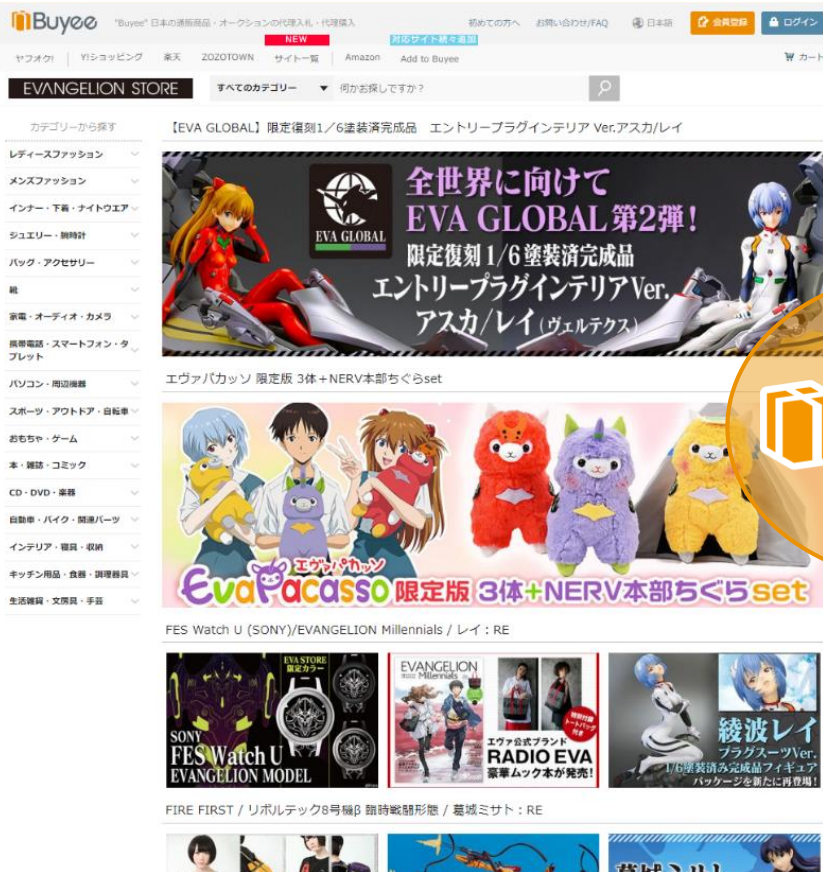 Buyee
"Buyee" 日本の通販商品・オークションの代理入札・代理購入
初めての方へ
お問い合わせ/FAQ
日本語
会員登録
ログイン
NEW
対応サイト続々追加
ヤフオク!
Y!ショッピング
楽天
ZOZOTOWN
サイト一覧
Amazon
Add to Buyee
カート
EVANGELION STORE
すべてのカテゴリー
何かお探しですか?
カテゴリーから探す
レディースファッション
メンズファッション
インナー・下着・ナイトウエア
ジュエリー・腕時計
バッグ・アクセサリー
靴
家電・オーディオ・カメラ
携帯電話・スマートフォン・タ
ブレット
パソコン・周辺機器
スポーツ・アウトドア・自転車
おもちゃ・ゲーム
本・雑誌・コミック
CD・DVD・楽器
自動車・バイク・関連パーツ
インテリア・寝具・収納
キッチン用品・食器・調理器具
生活雑貨・文房具・手芸
【EVA GLOBAL】限定復刻1/6塗装済完成品 エントリープラグインテリア Ver.アスカ/レイ
EVA GLOBAL
全世界に向けて
EVA GLOBAL 第2弾!
限定復刻 1/6 塗装済完成品
エントリープラグインテリアVer.
アスカ/レイ(ヴェルテクス)
エヴァパカッソ 限定版 3体+NERV本部ちぐらset
エヴァパカッソ
EvaPacasso 限定版 3体+NERV本部ちぐらset
FES Watch U (SONY)/EVANGELION Millennials / レイ:RE
EVA STORE
限定カラー
SONY
FES Watch U
EVANGELION MODEL
EVANGELION
Millennials
特製付録
トートバッグ
付き
エヴァ公式ブランド
RADIO EVA
豪華ムック本が発売!
綾波レイ
プラグスーツVer.
1/6塗装済み完成品フィギュア
パッケージを新たに再登場!
FIRE FIRST / リボルテック8号機β 臨時戦闘形態 / 葛城ミサト:RE